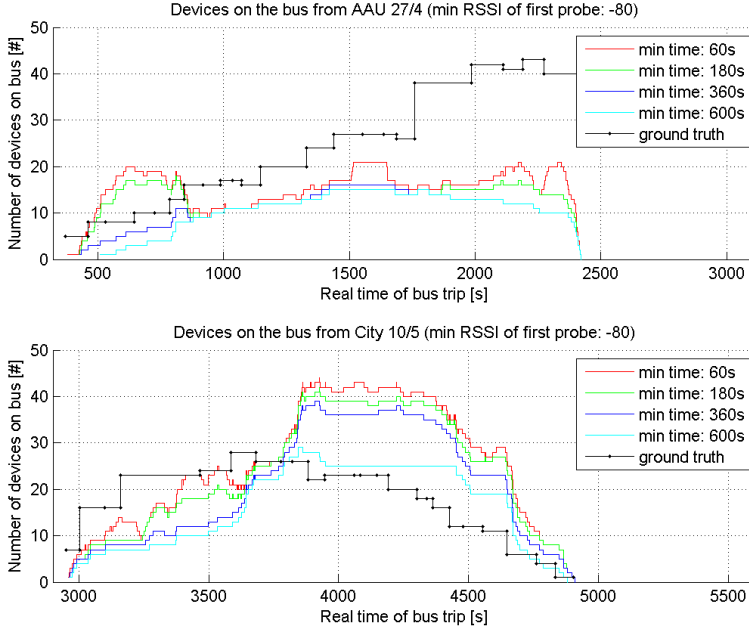 Devices on the bus from AAU 27/4 (min RSSI of first probe: -80)
Number of devices on bus [#]
50
40
30
20
10
0
min time: 60s
min time: 180s
min time: 360s
min time: 600s
ground truth
500 1000 1500 2000 2500 3000
Real time of bus trip [s]
Devices on the bus from City 10/5 (min RSSI of first probe: -80)
Number of devices on bus [#]
50
40
30
20
10
0
min time: 60s
min time: 180s
min time: 360s
min time: 600s
ground truth
3000 3500 4000 4500 5000 5500
Real time of bus trip [s]